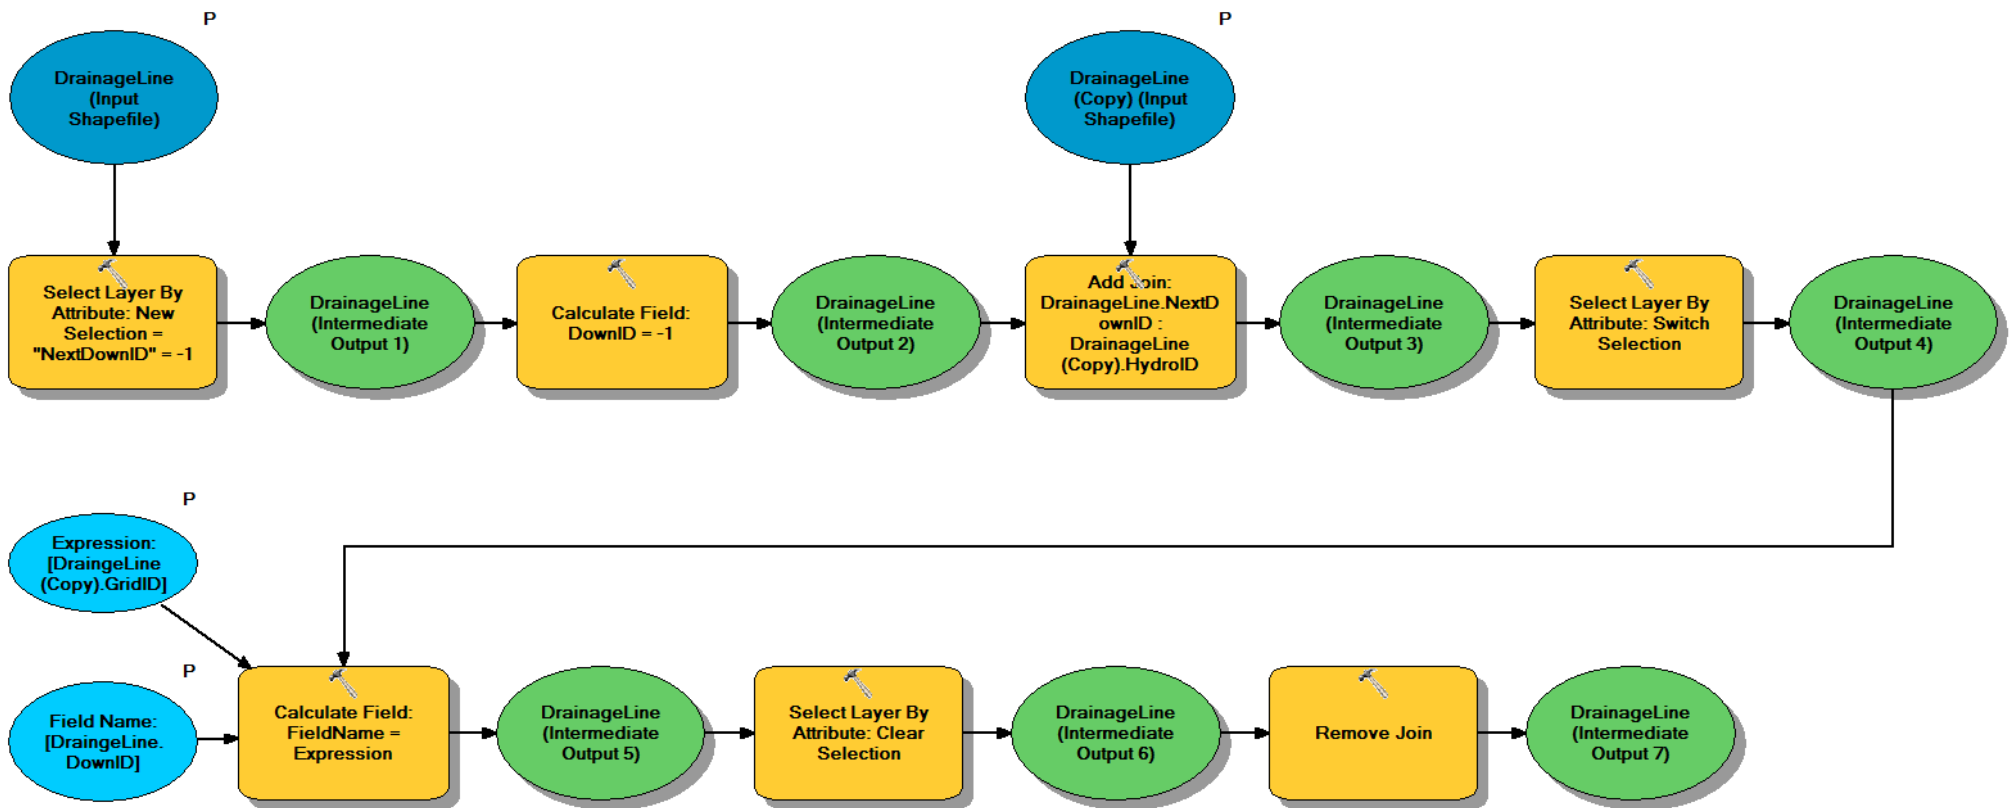 P
DrainageLine
(Input
Shapefile)
P
DrainageLine
(Copy) (Input
Shapefile)
Select Layer By
Attribute: New
Selection =
"NextDownID" = -1
DrainageLine
(Intermediate
Output 1)
Calculate Field:
DownID = -1
DrainageLine
(Intermediate
Output 2)
Add Join:
DrainageLine.NextD
ownID :
DrainageLine
(Copy).HydroID
DrainageLine
(Intermediate
Output 3)
Select Layer By
Attribute: Switch
Selection
DrainageLine
(Intermediate
Output 4)
P
Expression:
[DraingeLine
(Copy).GridID]
P
Field Name:
[DraingeLine.
DownID]
Calculate Field:
FieldName =
Expression
DrainageLine
(Intermediate
Output 5)
Select Layer By
Attribute: Clear
Selection
DrainageLine
(Intermediate
Output 6)
Remove Join
DrainageLine
(Intermediate
Output 7)